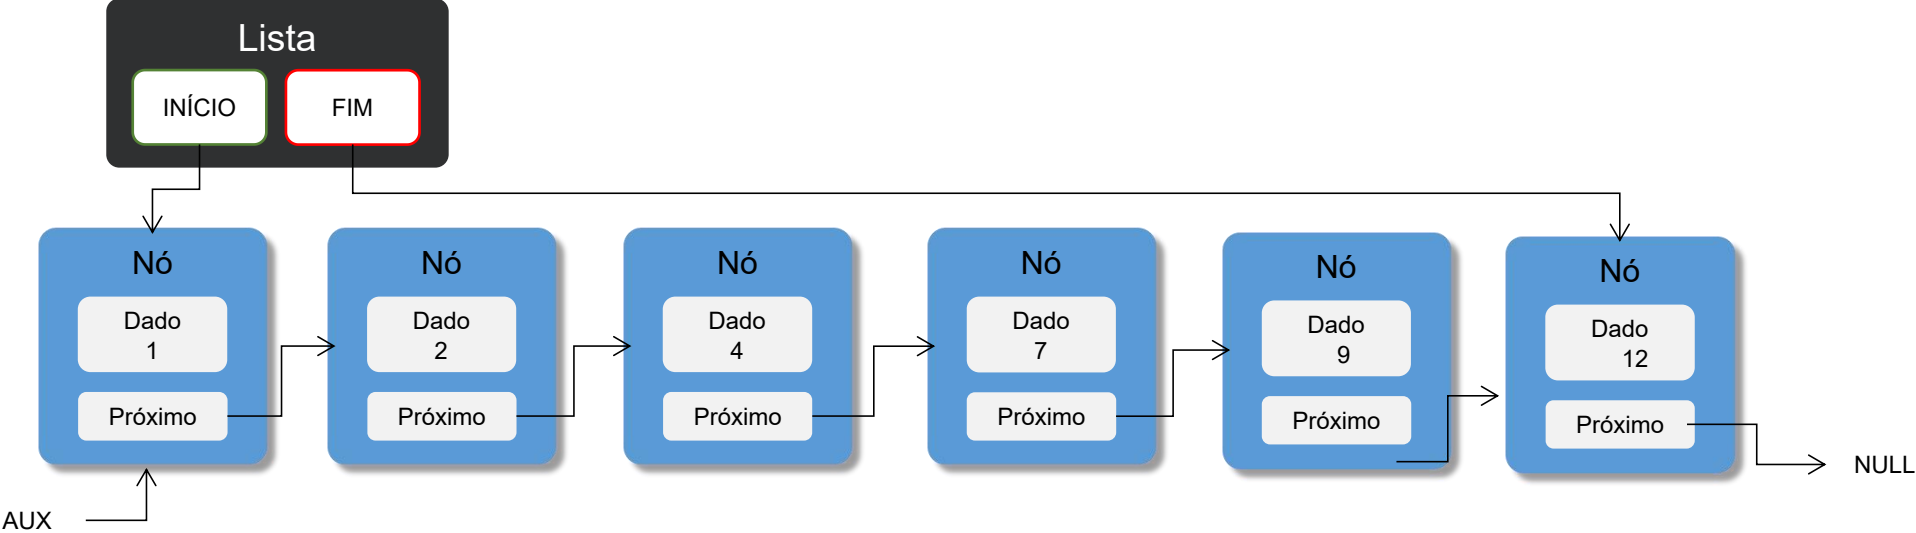 Lista
INÍCIO
FIM
Nó
Dado
1
Próximo
Nó
Dado
2
Próximo
Nó
Dado
4
Próximo
Nó
Dado
7
Próximo
Nó
Dado
9
Próximo
Nó
Dado
12
Próximo
NULL
AUX